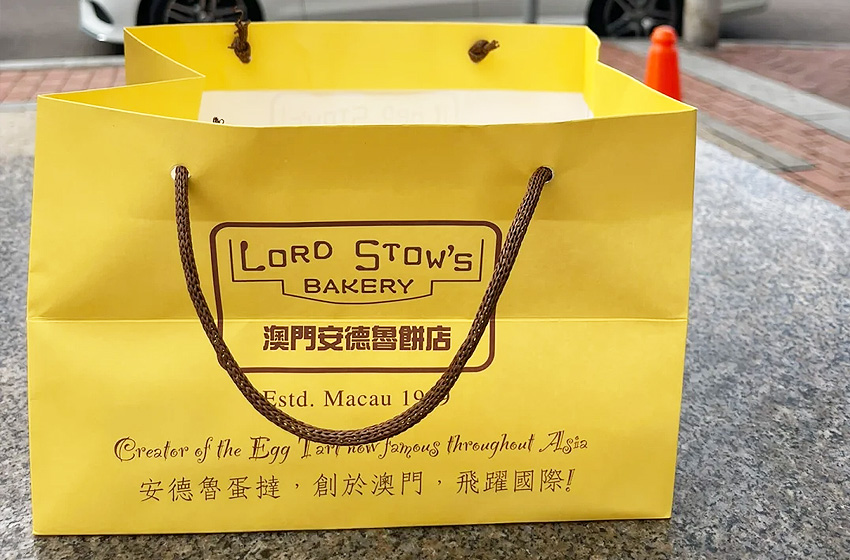 LORD STOW'S
BAKERY
澳門安德魯餅店
Estd. Macau
Creator of the Egg Tart now famous throughout Asia
安德魯蛋撻，創於澳門，飛躍國際!